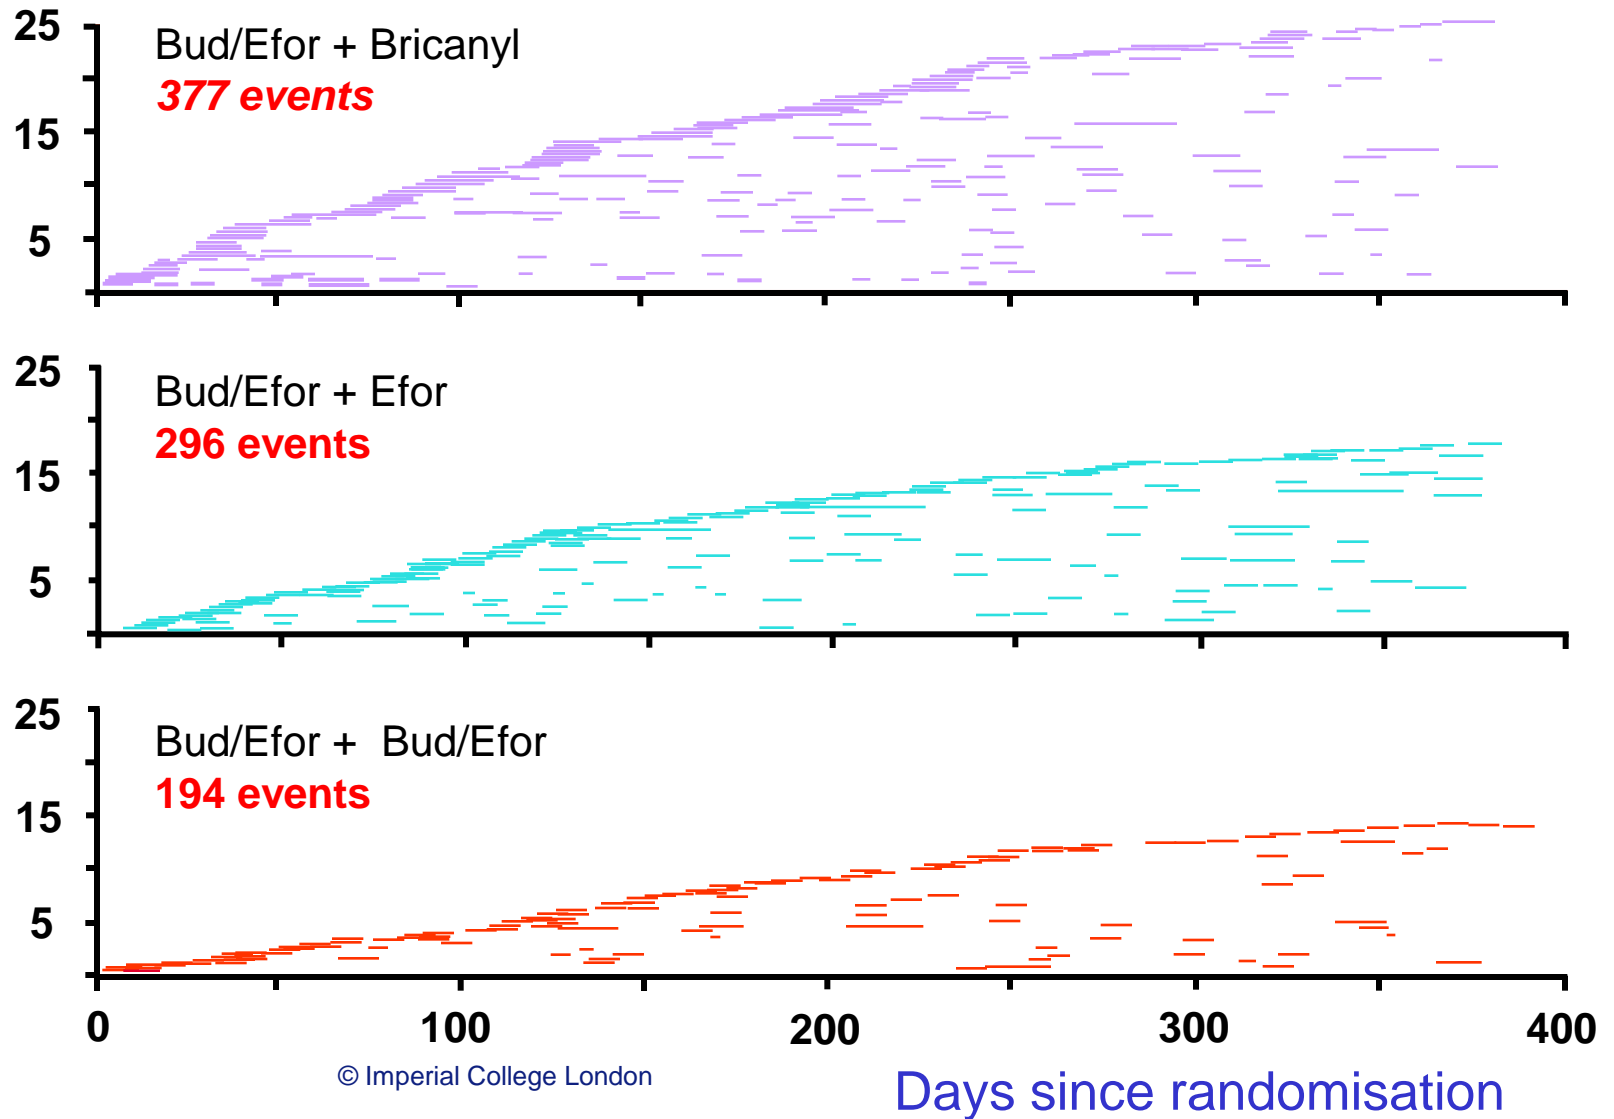 25
Bud/Efor + Bricanyl
377 events
15
5
25
Bud/Efor + Efor
296 events
15
5
25
Bud/Efor +  Bud/Efor
194 events
15
5
0 100 200 300 400
© Imperial College London
Days since randomisation